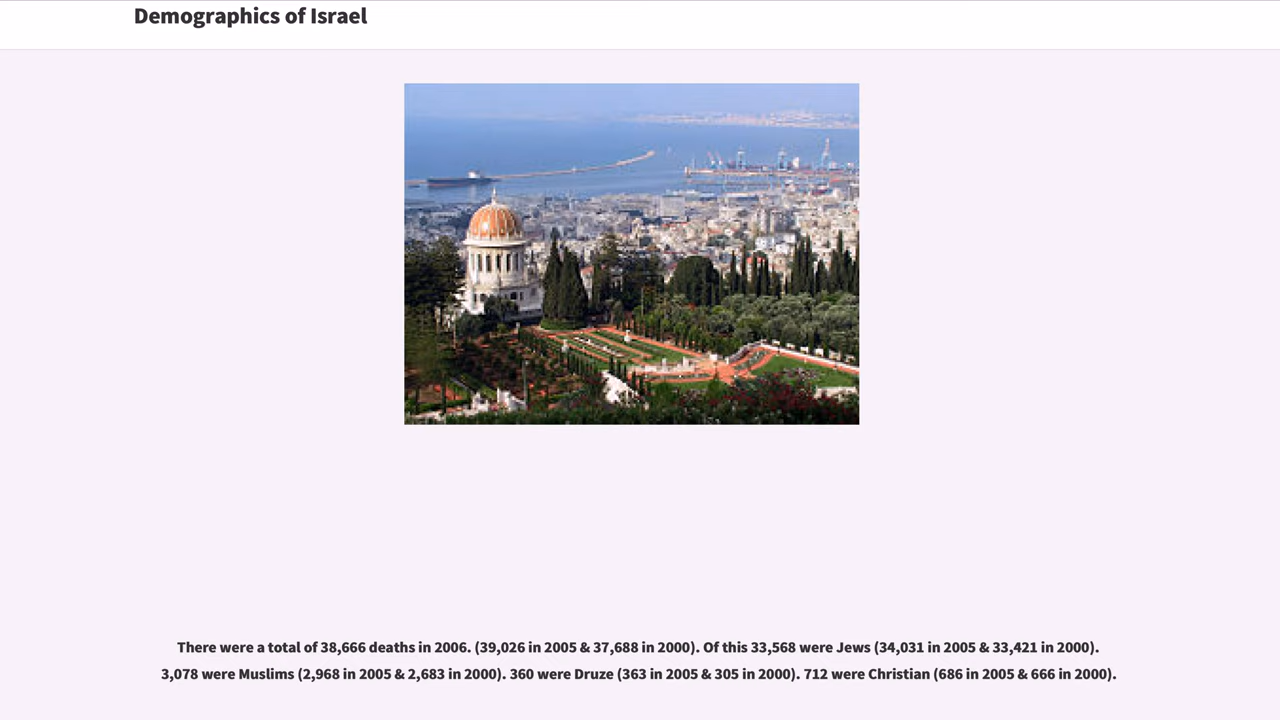 Demographics of Israel
There were a total of 38,666 deaths in 2006. (39,026 in 2005 & 37,688 in 2000). Of this 33,568 were Jews (34,031 in 2005 & 33,421 in 2000).
3,078 were Muslims (2,968 in 2005 & 2,683 in 2000). 360 were Druze (363 in 2005 & 305 in 2000). 712 were Christian (686 in 2005 & 666 in 2000).